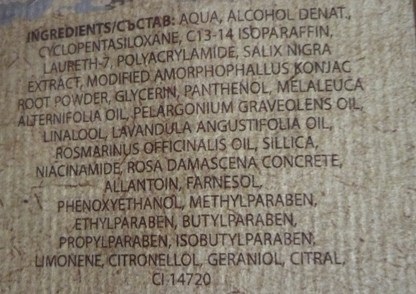 INGREDIENTS/СЪСТАВ: AQUA, ALCOHOL DENAT.,
CYCLOPENTASILOXANE, C13-14 ISOPARAFFIN,
LAURETH-7, POLYACRYLAMIDE, SALIX NIGRA
EXTRACT, MODIFIED AMORPHOPHALLUS KONJAC
ROOT POWDER, GLYCERIN, PANTHENOL, MELALEUCA
ALTERNIFOLIA OIL, PELARGONIUM GRAVEOLENS OIL,
LINALOOL, LAVANDULA ANGUSTIFOLIA OIL,
ROSMARINUS OFFICINALIS OIL, SILLICA,
NIACINAMIDE, ROSA DAMASCENA CONCRETE,
ALLANTOIN, FARNESOL,
PHENOXYETHANOL, METHYLPARABEN,
ETHYLPARABEN, BUTYLPARABEN,
PROPYLPARABEN, ISOBUTYLPARABEN,
LIMONENE, CITRONELLOL, GERANIOL, CITRAL,
CI 14720